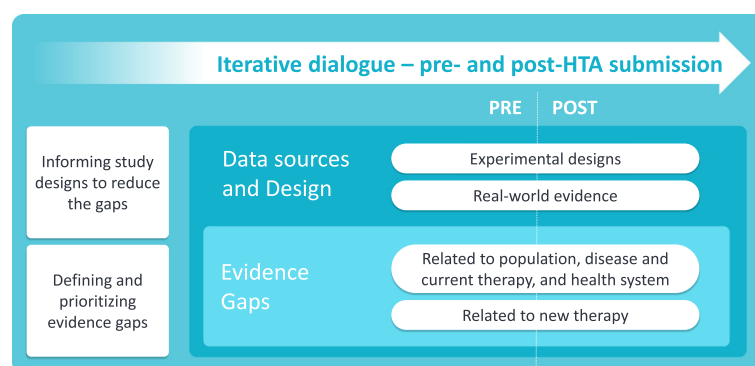 Iterative dialogue – pre- and post-HTA submission
PRE
POST
Informing study
designs to reduce
the gaps
Data sources
and Design
Experimental designs
Real-world evidence
Defining and
prioritizing
evidence gaps
Evidence
Gaps
Related to population, disease and
current therapy, and health system
Related to new therapy